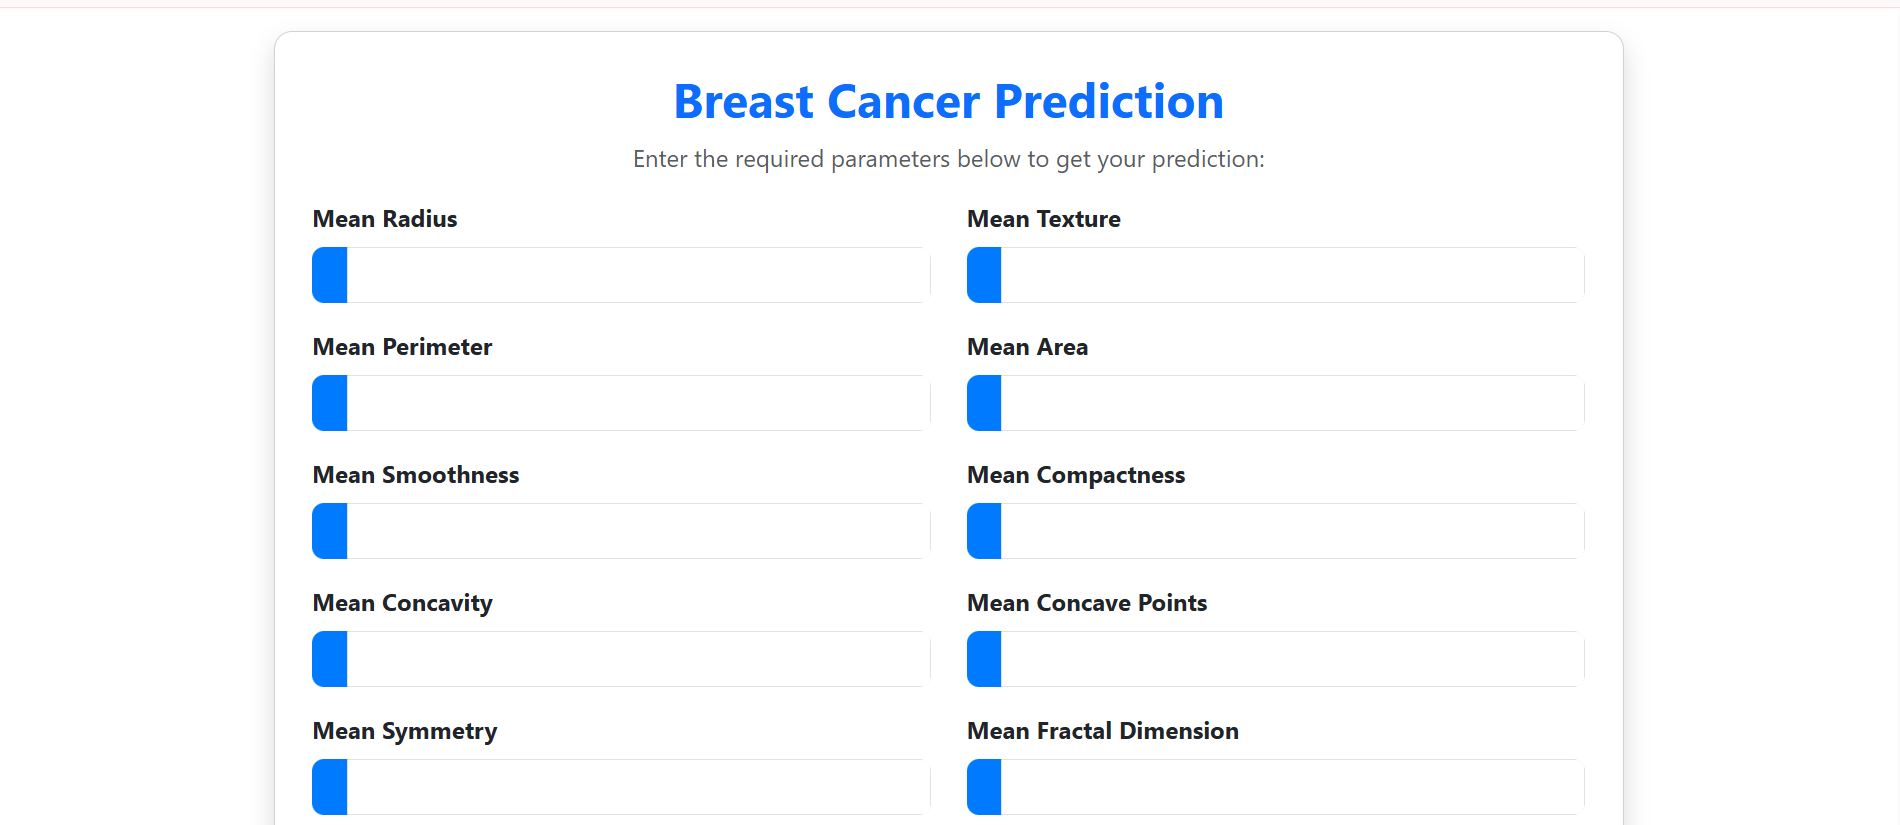 Breast Cancer Prediction
Enter the required parameters below to get your prediction:
Mean Radius
Mean Texture
Mean Perimeter
Mean Area
Mean Smoothness
Mean Compactness
Mean Concavity
Mean Concave Points
Mean Symmetry
Mean Fractal Dimension